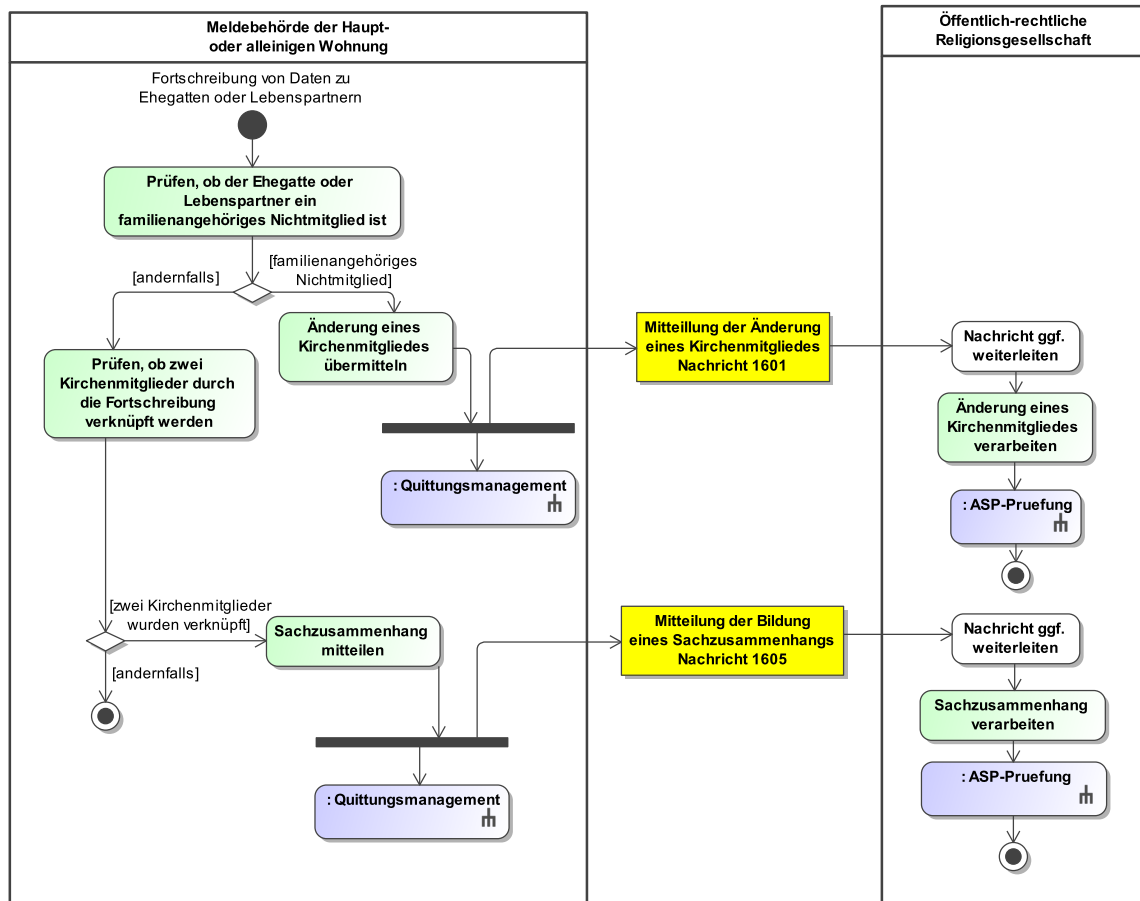 Meldebehörde der Haupt-
oder alleinigen Wohnung
Öffentlich-rechtliche
Religionsgesellschaft
Fortschreibung von Daten zu
Ehegatten oder Lebenspartnern
Prüfen, ob der Ehegatte oder
Lebenspartner ein
familienangehöriges Nichtmitglied ist
[andernfalls]
[familienangehöriges
Nichtmitglied]
Änderung eines
Kirchenmitgliedes
übermitteln
Prüfen, ob zwei
Kirchenmitglieder durch
die Fortschreibung
verknüpft werden
: Quittungsmanagement
Mitteillung der Änderung
eines Kirchenmitgliedes
Nachricht 1601
Nachricht ggf.
weiterleiten
Änderung eines
Kirchenmitgliedes
verarbeiten
: ASP-Pruefung
[zwei Kirchenmitglieder
wurden verknüpft]
[andernfalls]
Sachzusammenhang
mitteilen
: Quittungsmanagement
Mitteilung der Bildung
eines Sachzusammenhangs
Nachricht 1605
Nachricht ggf.
weiterleiten
Sachzusammenhang
verarbeiten
: ASP-Pruefung